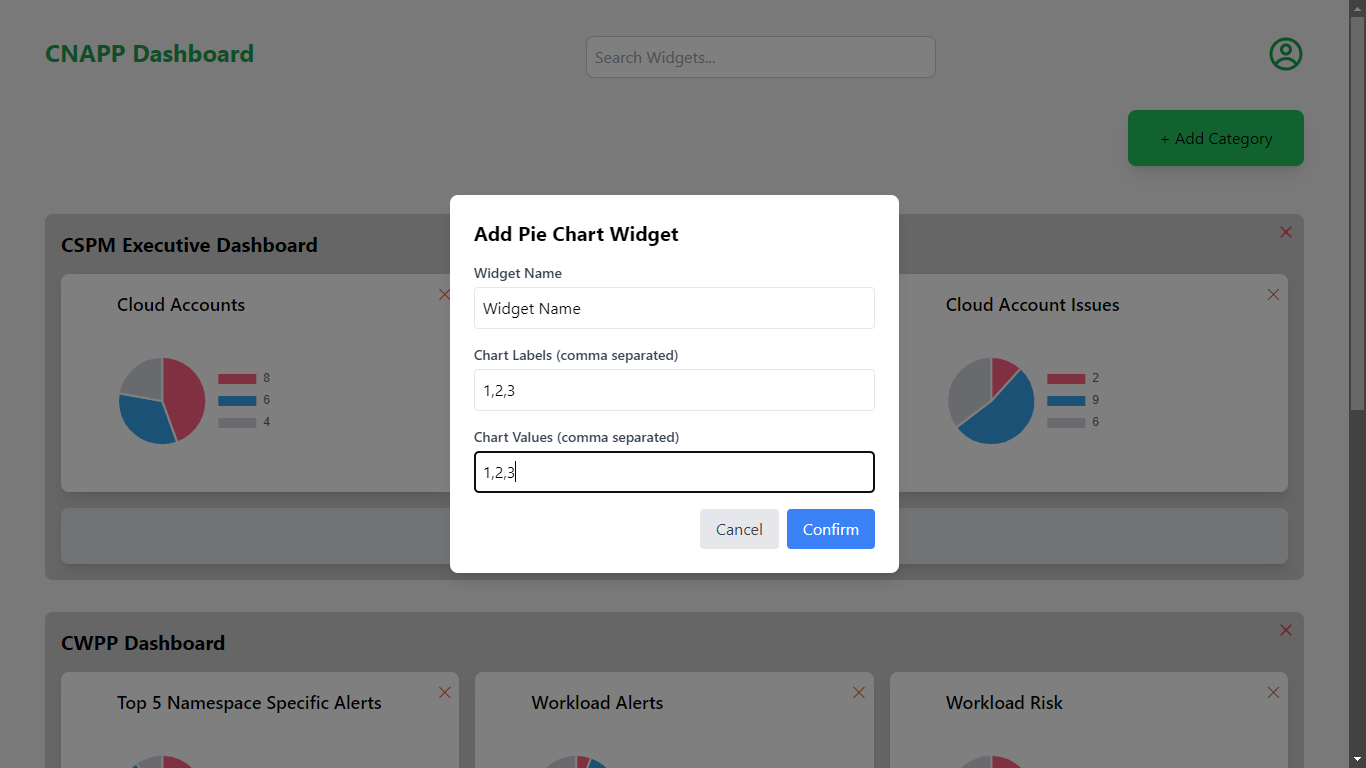 CNAPP Dashboard
Search Widgets...
+ Add Category
CSPM Executive Dashboard
Cloud Accounts
8
6
4
Cloud Account Issues
2
9
6
Add Pie Chart Widget
Widget Name
Widget Name
Chart Labels (comma separated)
1,2,3
Chart Values (comma separated)
1,2,3
Cancel
Confirm
CWPP Dashboard
Top 5 Namespace Specific Alerts
Workload Alerts
Workload Risk